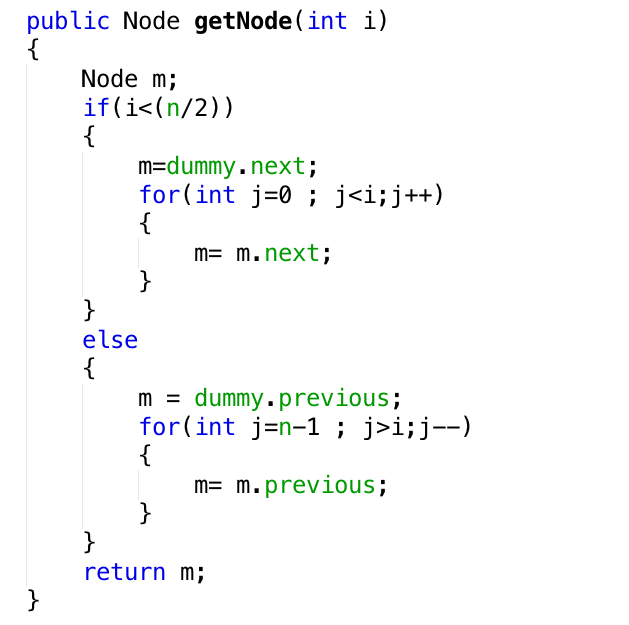 public Node getNode(int i)
{
    Node m;
    if(i<(n/2))
    {
        m=dummy.next;
        for(int j=0 ; j<i;j++)
        {
            m= m.next;
        }
    }
    else
    {
        m = dummy.previous;
        for(int j=n-1 ; j>i;j--)
        {
            m= m.previous;
        }
    }
    return m;
}